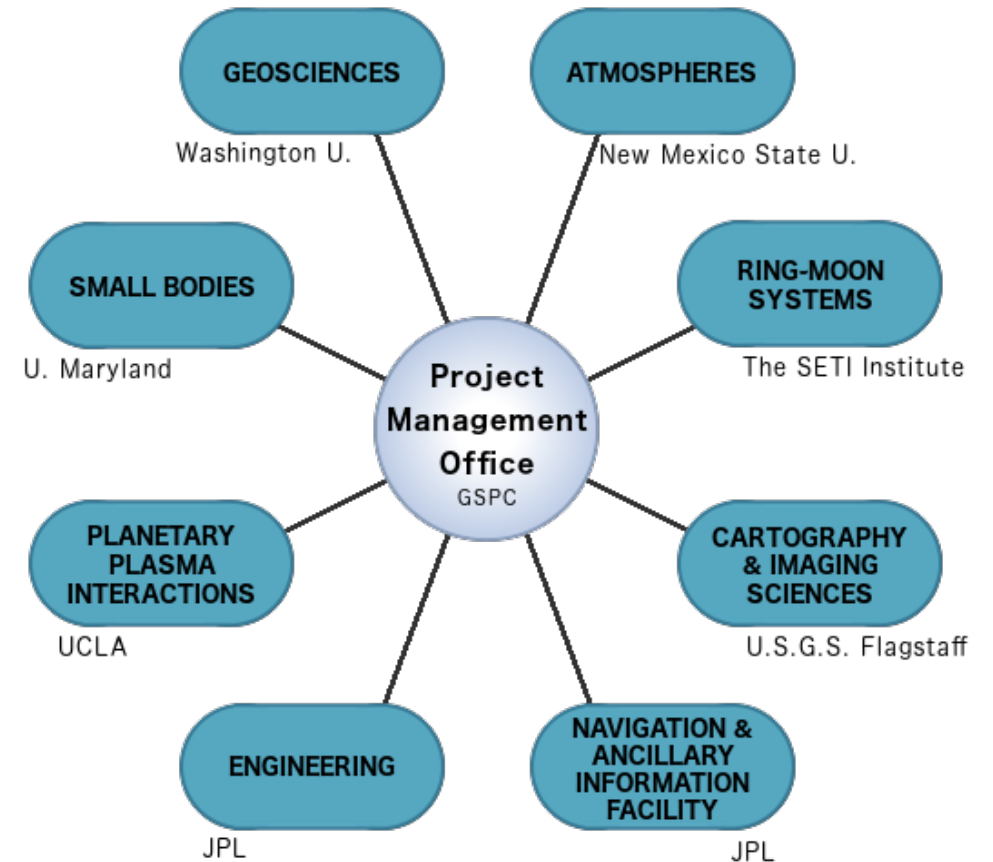 GEOSCIENCES
Washington U.
ATMOSPHERES
New Mexico State U.
SMALL BODIES
U. Maryland
RING-MOON
SYSTEMS
The SETI Institute
Project
Management
Office
GSPC
PLANETARY
PLASMA
INTERACTIONS
UCLA
CARTOGRAPHY
& IMAGING
SCIENCES
U.S.G.S. Flagstaff
ENGINEERING
JPL
NAVIGATION &
ANCILLARY
INFORMATION
FACILITY
JPL